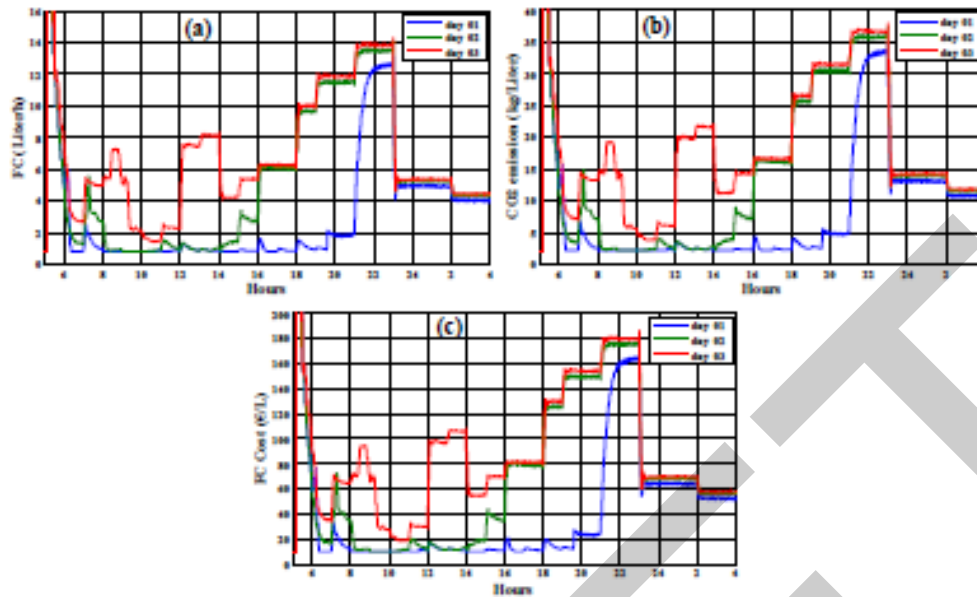 (a)
day 01
day 02
day 03
FC( Liter/h)
16
14
12
10
8
6
4
2
0
6 8 10 12 14 16 18 20 22 24 2 4
Hours
(b)
day 01
day 02
day 03
CO2 emission ( kg/Liter)
40
35
30
25
20
15
10
5
0
6 8 10 12 14 16 18 20 22 24 2
Hours
(c)
day 01
day 02
day 03
FC Cost (€/L)
200
180
160
140
120
100
80
60
40
20
0
6 8 10 12 14 16 18 20 22 24 2 4
Hours